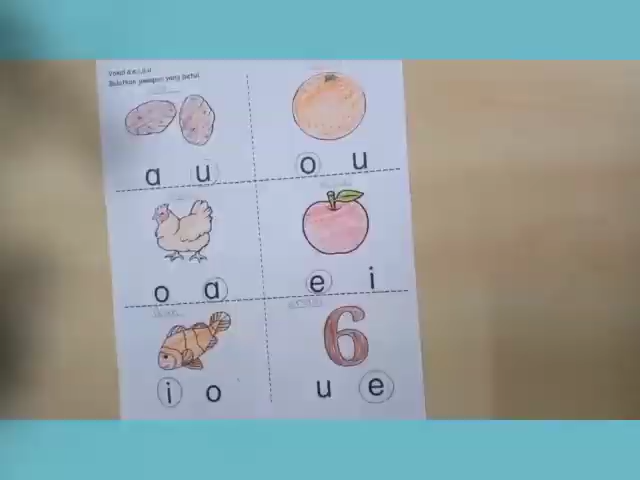 Vokal a,e,i,o,u
Bulatkan jawapan yang betul.
a u
o u
o a
e i
6
i o
u e